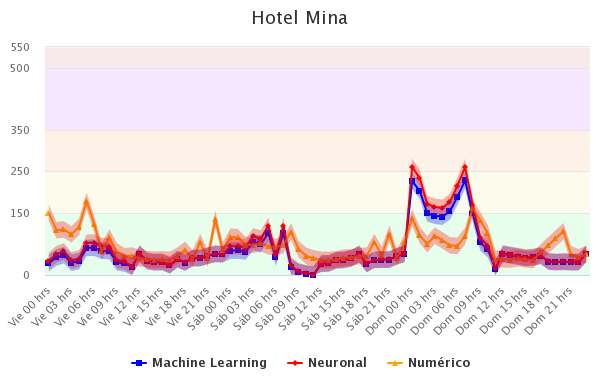 Hotel Mina
550
500
350
250
150
0
Vie 00 hrs
Vie 03 hrs
Vie 06 hrs
Vie 09 hrs
Vie 12 hrs
Vie 15 hrs
Vie 18 hrs
Vie 21 hrs
Sáb 00 hrs
Sáb 03 hrs
Sáb 06 hrs
Sáb 09 hrs
Sáb 12 hrs
Sáb 15 hrs
Sáb 18 hrs
Sáb 21 hrs
Dom 00 hrs
Dom 03 hrs
Dom 06 hrs
Dom 09 hrs
Dom 12 hrs
Dom 15 hrs
Dom 18 hrs
Dom 21 hrs
Machine Learning Neuronal Numérico